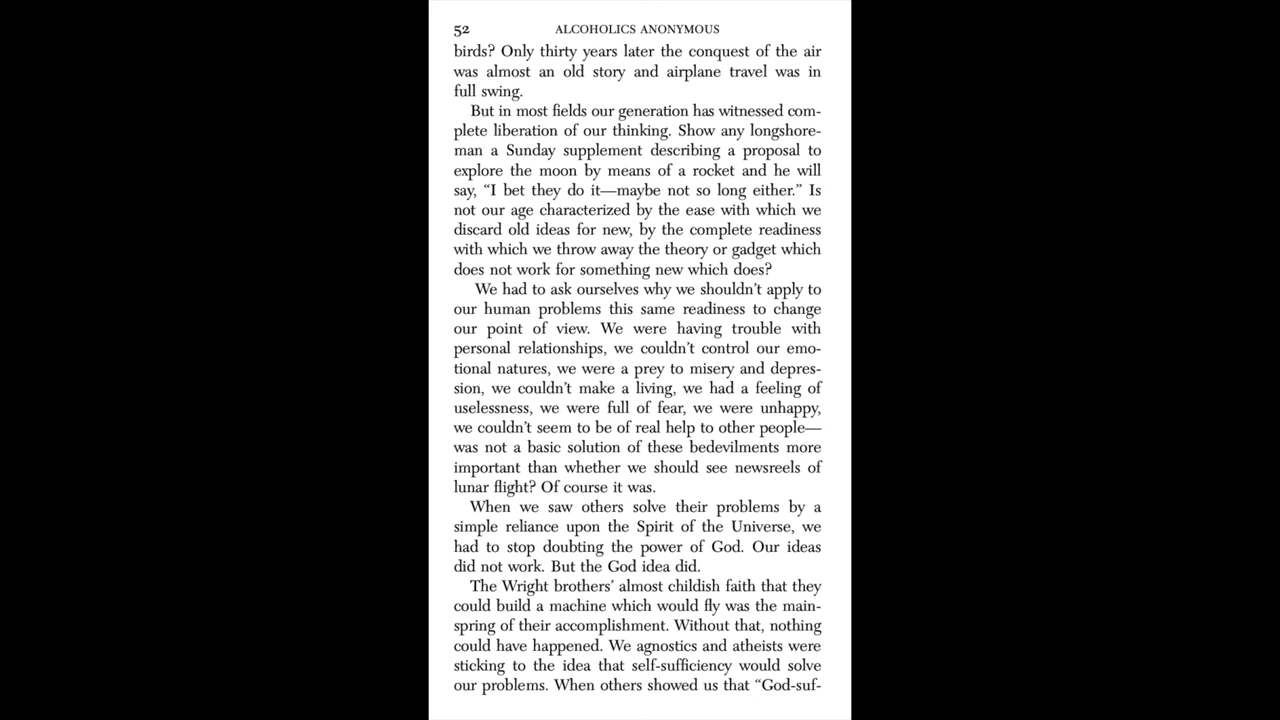 52 ALCOHOLICS ANONYMOUS
birds? Only thirty years later the conquest of the air
was almost an old story and airplane travel was in
full swing.
But in most fields our generation has witnessed com-
plete liberation of our thinking. Show any longshore-
man a Sunday supplement describing a proposal to
explore the moon by means of a rocket and he will
say, “I bet they do it—maybe not so long either.” Is
not our age characterized by the ease with which we
discard old ideas for new, by the complete readiness
with which we throw away the theory or gadget which
does not work for something new which does?
We had to ask ourselves why we shouldn’t apply to
our human problems this same readiness to change
our point of view. We were having trouble with
personal relationships, we couldn’t control our emo-
tional natures, we were a prey to misery and depres-
sion, we couldn’t make a living, we had a feeling of
uselessness, we were full of fear, we were unhappy,
we couldn’t seem to be of real help to other people—
was not a basic solution of these bedevilments more
important than whether we should see newsreels of
lunar flight? Of course it was.
When we saw others solve their problems by a
simple reliance upon the Spirit of the Universe, we
had to stop doubting the power of God. Our ideas
did not work. But the God idea did.
The Wright brothers’ almost childish faith that they
could build a machine which would fly was the main-
spring of their accomplishment. Without that, nothing
could have happened. We agnostics and atheists were
sticking to the idea that self-sufficiency would solve
our problems. When others showed us that “God-suf-